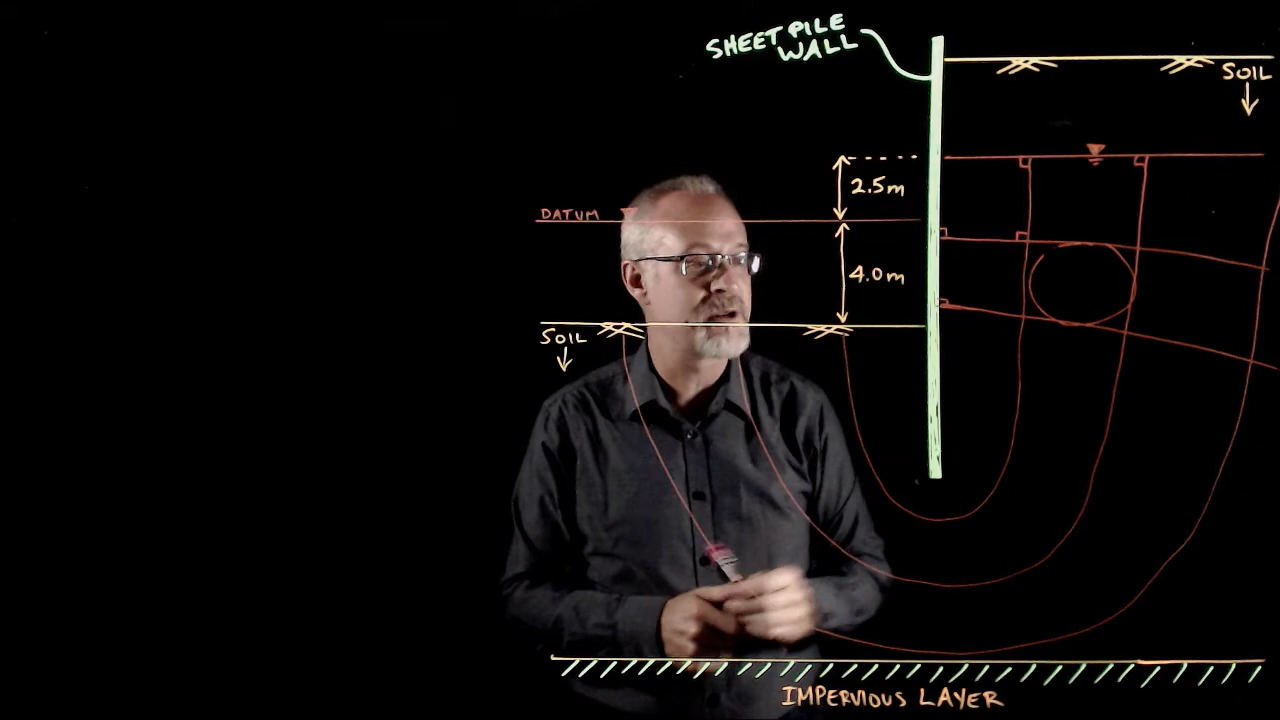 SHEET PILE
WALL
SOIL
2.5m
DATUM
4.0m
SOIL
IMPERVIOUS LAYER